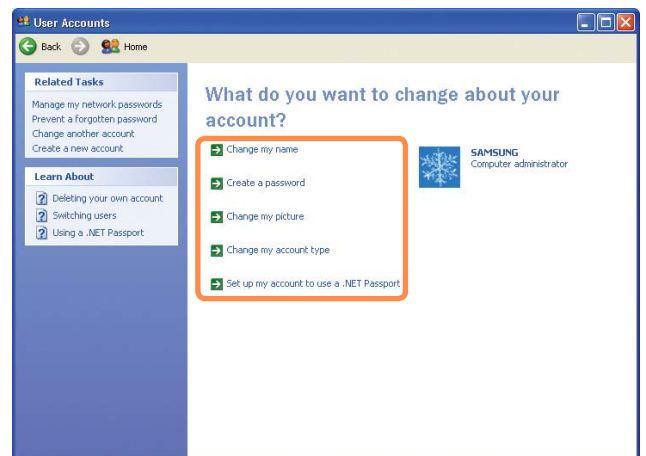 User Accounts
Back
Home
Related Tasks
Manage my network passwords
Prevent a forgotten password
Change another account
Create a new account
Learn About
Deleting your own account
Switching users
Using a .NET Passport
What do you want to change about your
account?
Change my name
Create a password
Change my picture
Change my account type
Set up my account to use a .NET Passport
SAMSUNG
Computer administrator